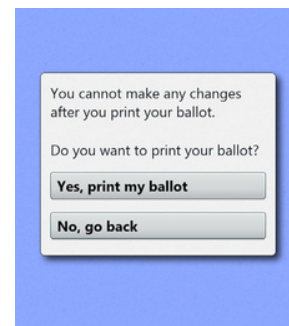 You cannot make any changes
after you print your ballot.
Do you want to print your ballot?
Yes, print my ballot
No, go back